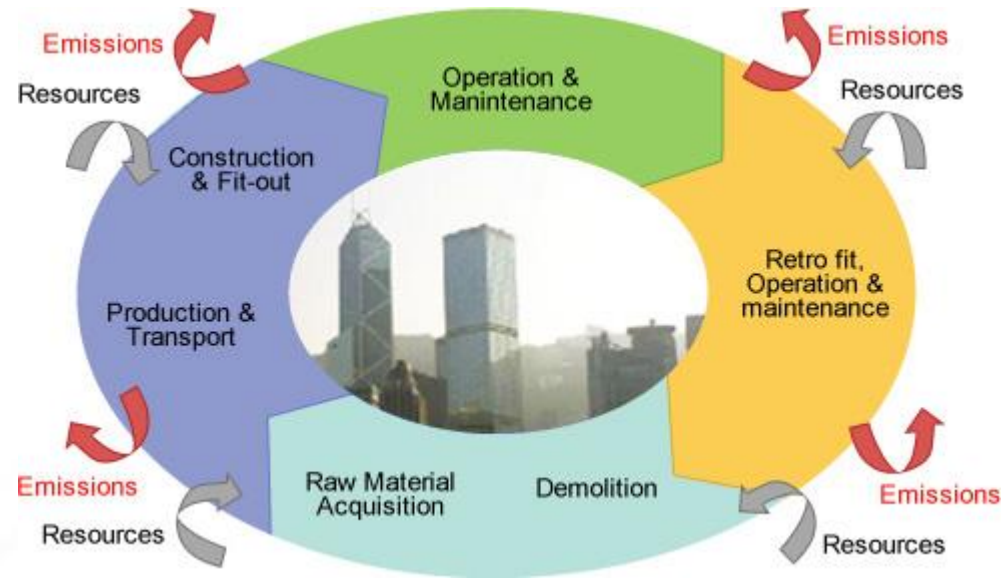 Emissions
Resources
Operation &
Manintenance
Emissions
Resources
Construction
& Fit-out
Production &
Transport
Retro fit,
Operation &
maintenance
Emissions
Resources
Raw Material
Acquisition
Demolition
Emissions
Resources